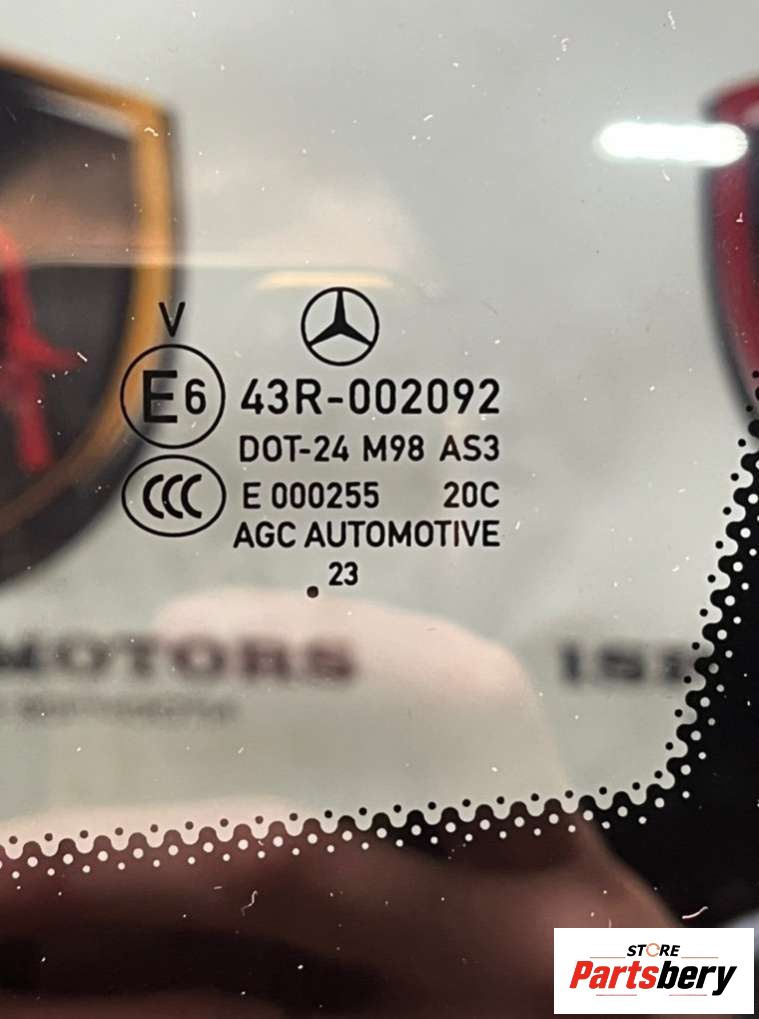 V
E6 43R-002092
DOT-24 M98 AS3
CCC E 000255 20C
AGC AUTOMOTIVE
. 23
MOTORS
STORE
Partsbery